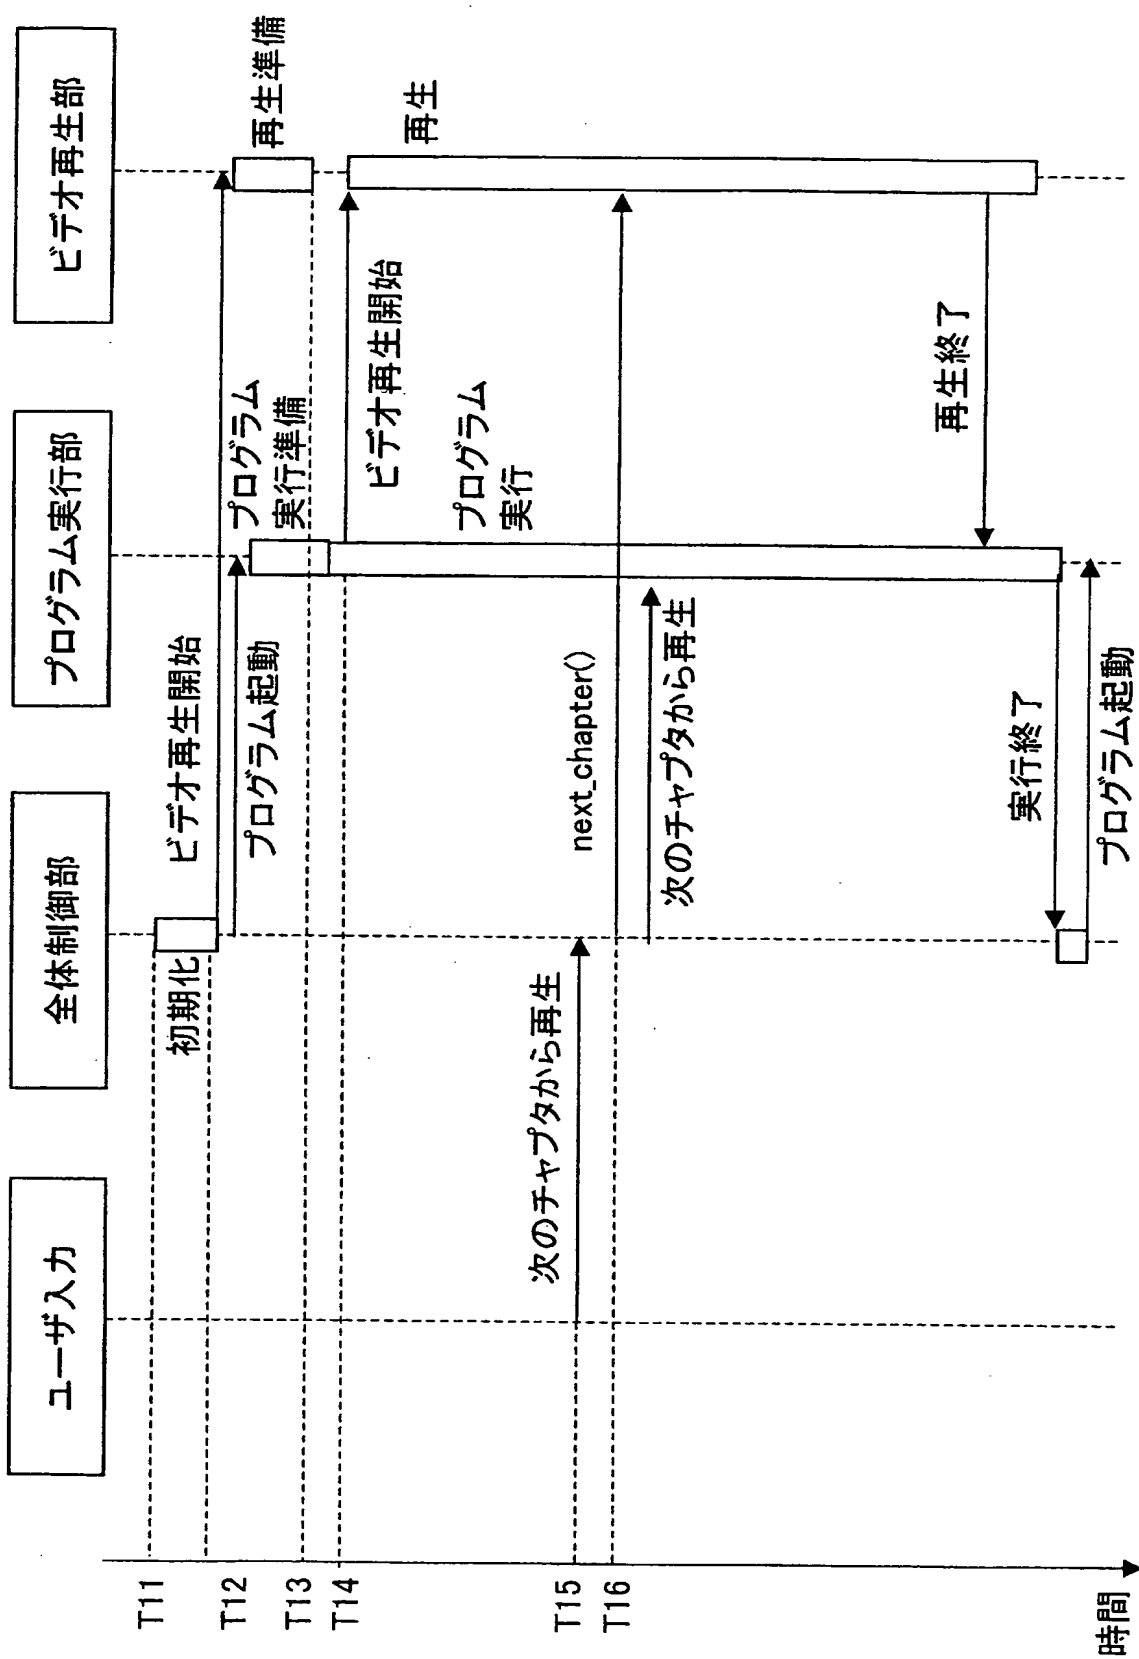 ユーザ入力
全体制御部
プログラム実行部
ビデオ再生部
T11
初期化
T12
ビデオ再生開始
プログラム起動
プログラム
実行準備
再生準備
T13
T14
ビデオ再生開始
再生
プログラム
実行
T15
次のチャプタから再生
T16
next_chapter()
次のチャプタから再生
再生終了
実行終了
プログラム起動
時間